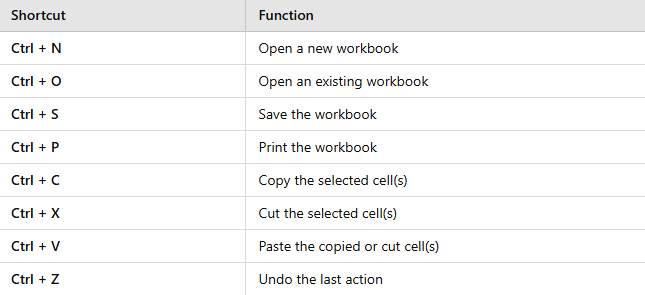 Shortcut Function
Ctrl + N Open a new workbook
Ctrl + O Open an existing workbook
Ctrl + S Save the workbook
Ctrl + P Print the workbook
Ctrl + C Copy the selected cell(s)
Ctrl + X Cut the selected cell(s)
Ctrl + V Paste the copied or cut cell(s)
Ctrl + Z Undo the last action